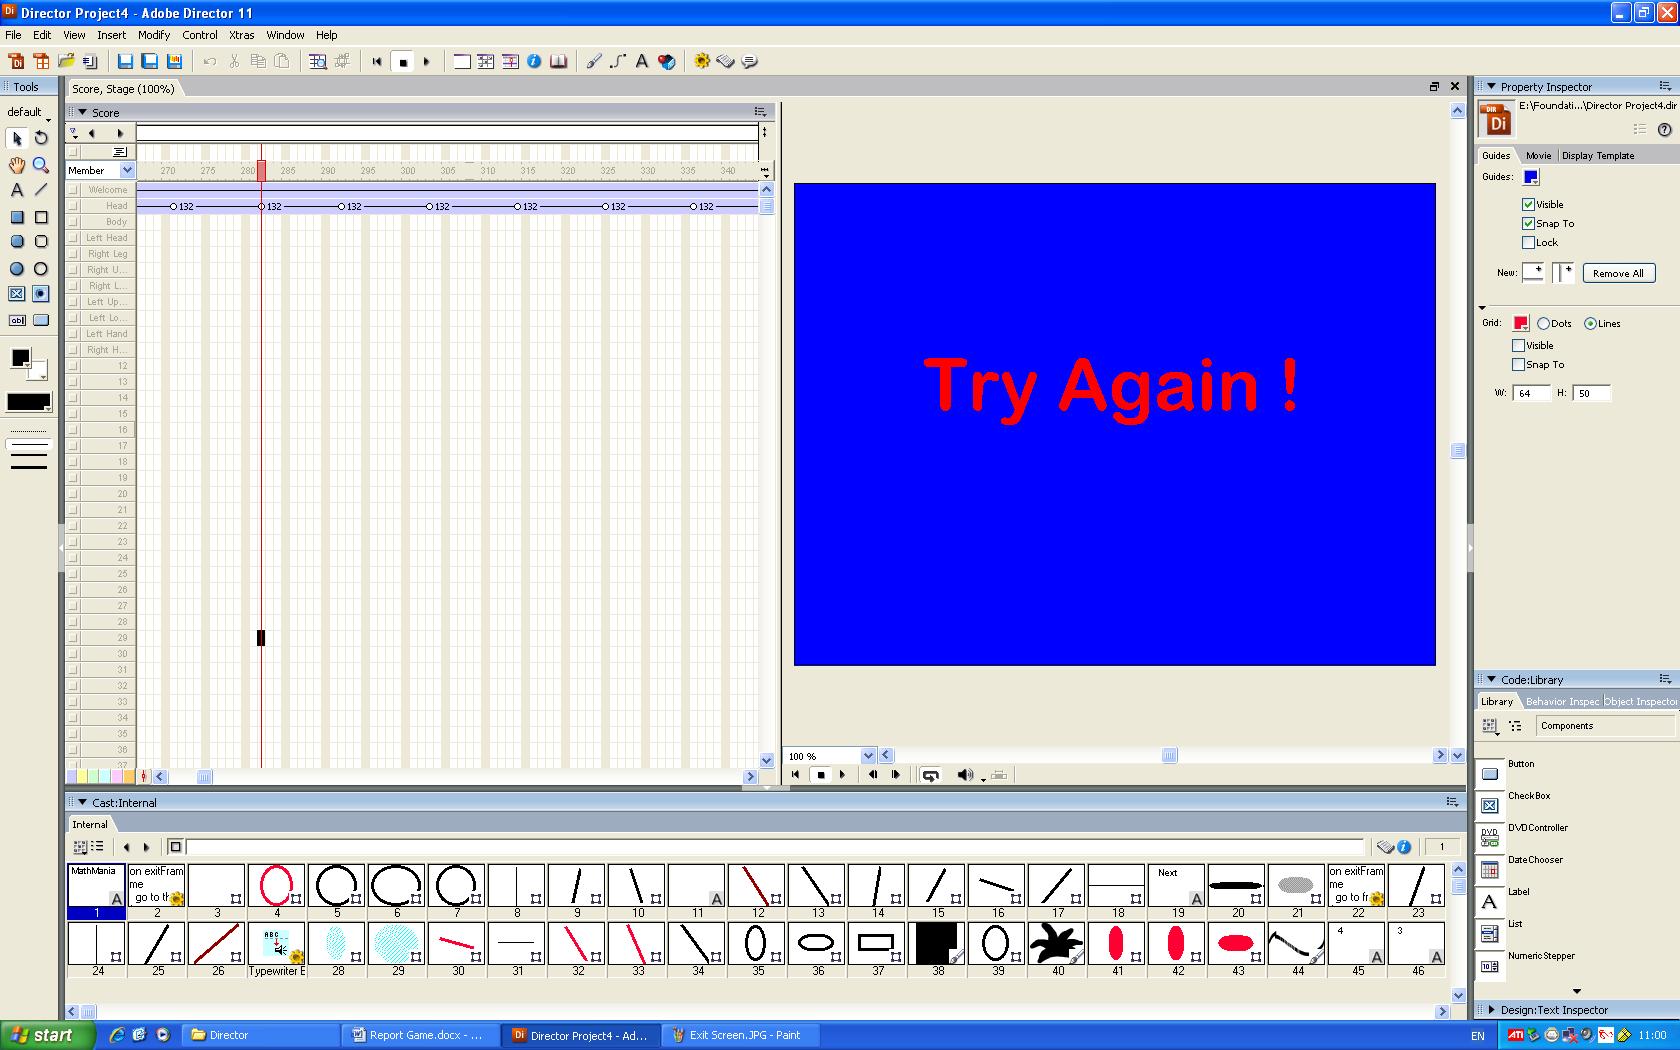 Director Project4 - Adobe Director 11
File Edit View Insert Modify Control Xtras Window Help
Tools
default
Score, Stage (100%)
Score
Member
270 275 280 285 290 295 300 305 310 315 320 325 330 335 340
Welcome
Head 132 132 132 132 132 132 132
Body
Left Head
Right Leg
Right U...
Right L...
Left Up...
Left Lo...
Left Hand
Right H...
12
13
14
15
16
17
18
19
20
21
22
23
24
25
26
27
28
29
30
31
32
33
34
35
36
37
Try Again !
100 %
Property Inspector
E:\Foundati...\Director Project4.dir
Guides Movie Display Template
Guides:
Visible
Snap To
Lock
New: Remove All
Grid: Dots Lines
Visible
Snap To
W: 64 H: 50
Code:Library
Library Behavior Inspec Object Inspector
Components
Button
CheckBox
DVDController
DateChooser
Label
List
NumericStepper
Design:Text Inspector
Cast:Internal
Internal
1
MathMania
on exitFram
me
go to th
Next
on exitFram
me
go to fr
1 2 3 4 5 6 7 8 9 10 11 12 13 14 15 16 17 18 19 20 21 22 23
ABC
4
3
24 25 26 Typewriter E 28 29 30 31 32 33 34 35 36 37 38 39 40 41 42 43 44 45 46
start Director Report Game.docx - ... Director Project4 - Ad... Exit Screen.JPG - Paint EN ATI 11:00